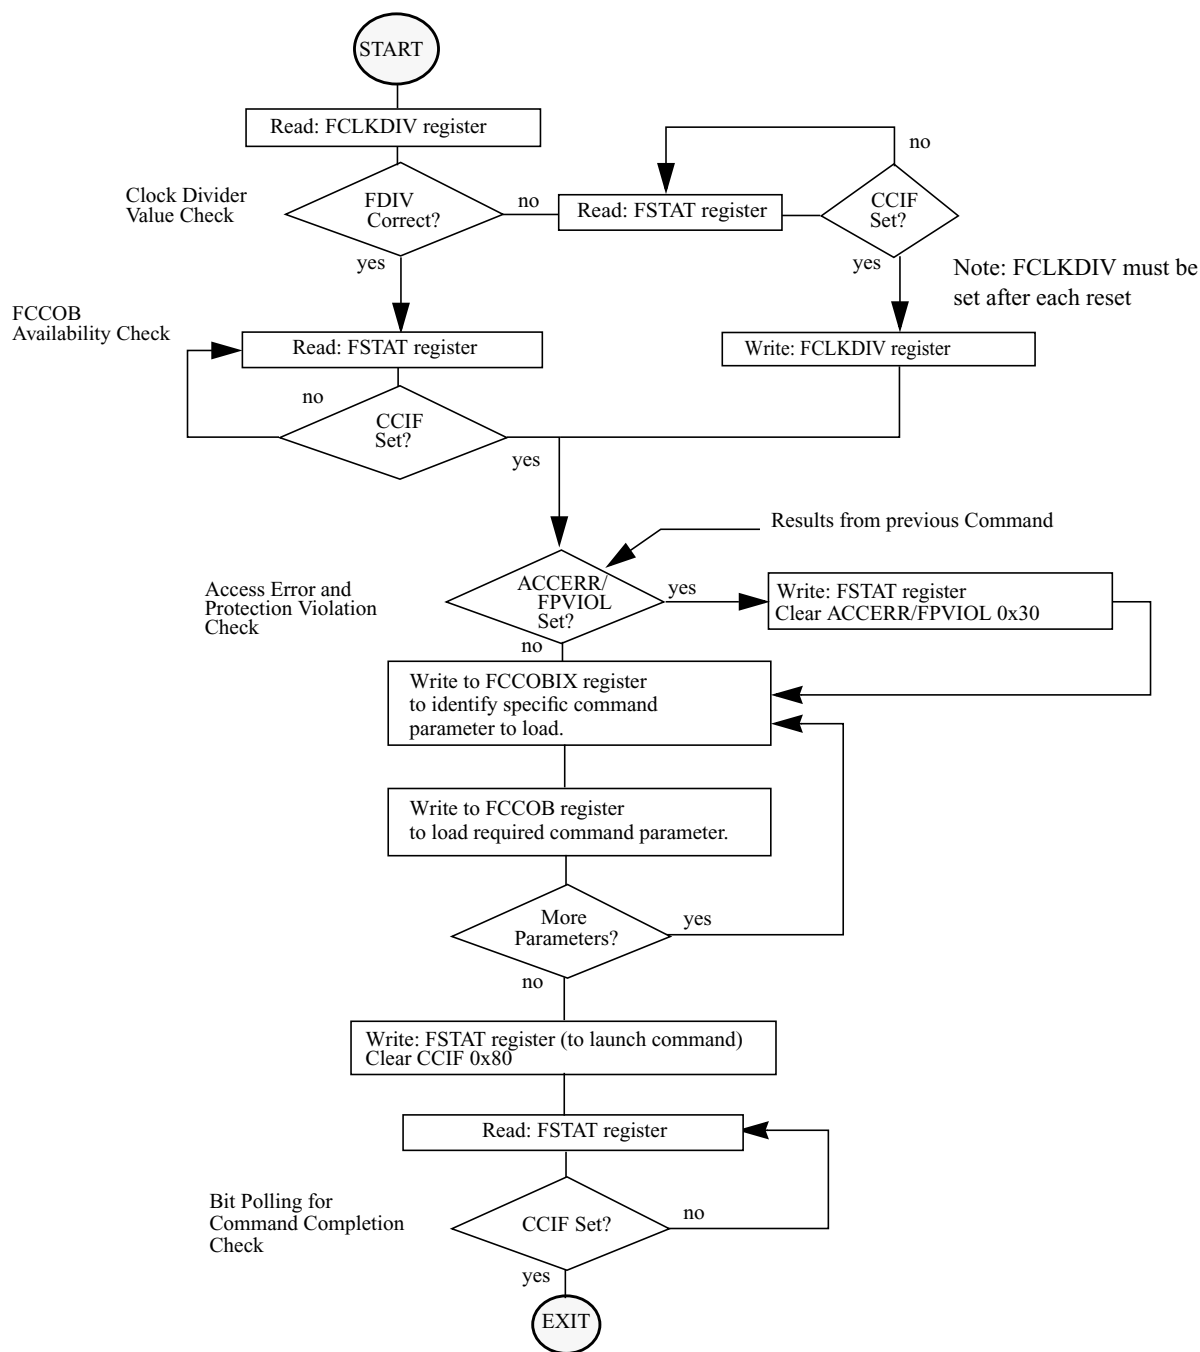 START
Read: FCLKDIV register
no
Clock Divider
Value Check
FDIV
Correct?
no
Read: FSTAT register
CCIF
Set?
yes
yes
Note: FCLKDIV must be
set after each reset
FCCOB
Availability Check
Read: FSTAT register
Write: FCLKDIV register
no
CCIF
Set?
yes
Results from previous Command
Access Error and
Protection Violation
Check
ACCERR/
FPVIOL
Set?
yes
Write: FSTAT register
Clear ACCERR/FPVIOL 0x30
no
Write to FCCOBIX register
to identify specific command
parameter to load.
Write to FCCOB register
to load required command parameter.
More
Parameters?
yes
no
Write: FSTAT register (to launch command)
Clear CCIF 0x80
Read: FSTAT register
Bit Polling for
Command Completion
Check
CCIF Set?
no
yes
EXIT